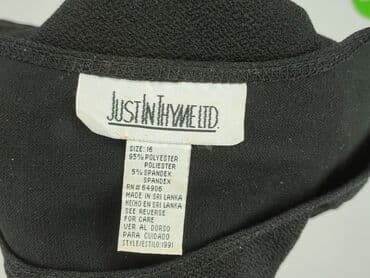 JUSTINTHYMELTD.
SIZE: 16
95% POLYESTER
POLIESTER
5% SPANDEX
SPANDEX
RN# 64906
MADE IN SRI LANKA
HECHO EN SRI LANKA
SEE REVERSE
FOR CARE
VER AL DORSO
PARA CUIDADO
STYLE/ESTILO: 1991